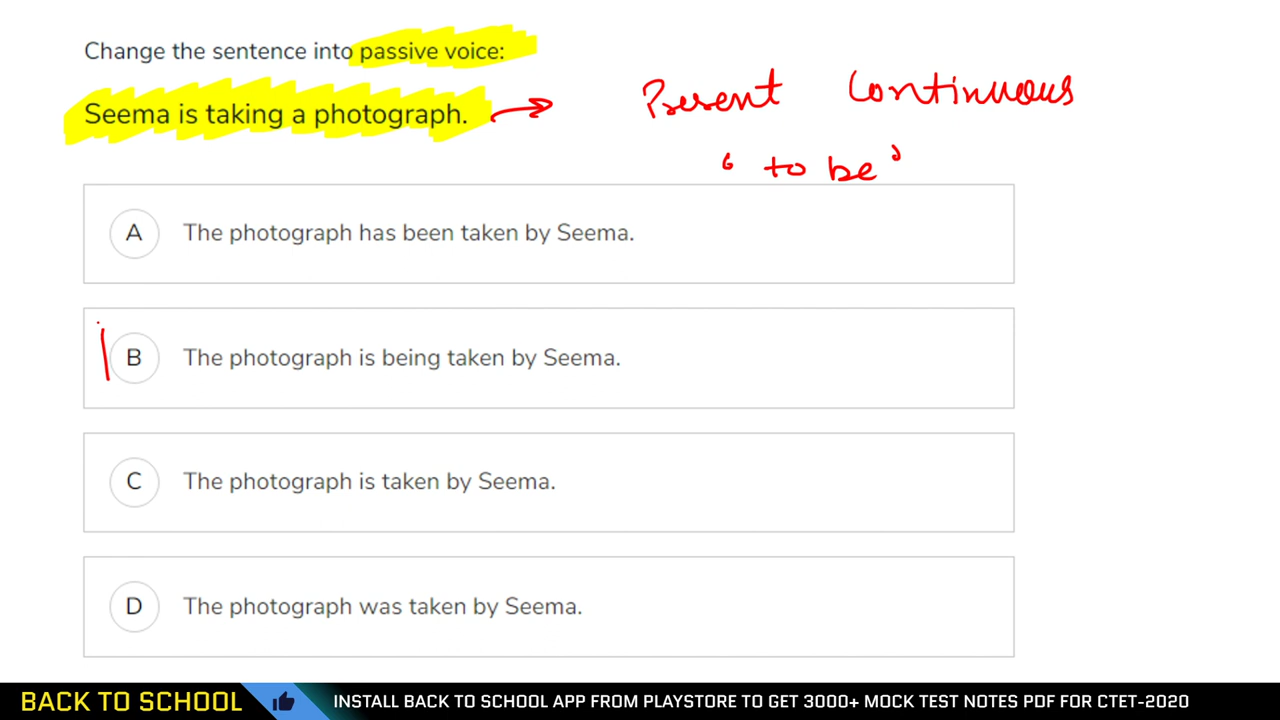 Change the sentence into passive voice:
Seema is taking a photograph.
Present Continuous
' to be '
A The photograph has been taken by Seema.
B The photograph is being taken by Seema.
C The photograph is taken by Seema.
D The photograph was taken by Seema.
BACK TO SCHOOL INSTALL BACK TO SCHOOL APP FROM PLAYSTORE TO GET 3000+ MOCK TEST NOTES PDF FOR CTET-2020